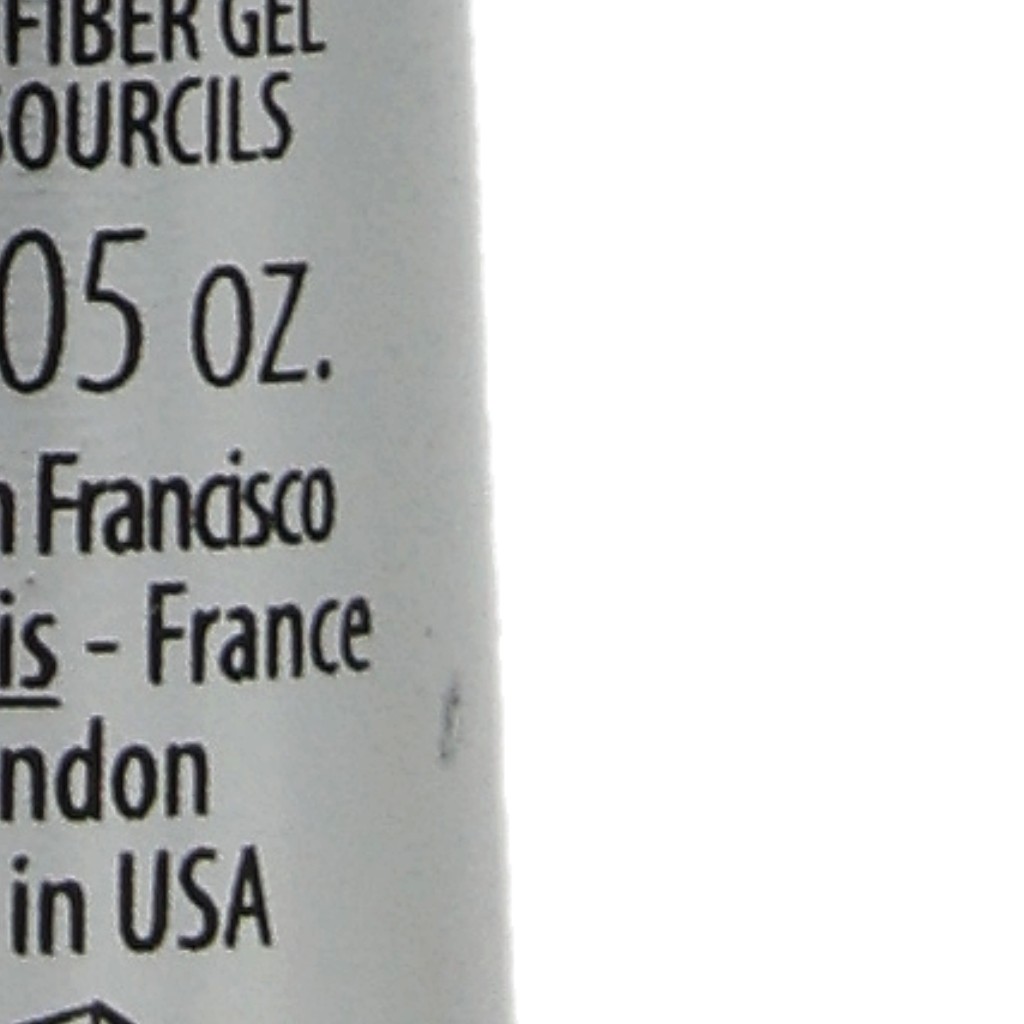 FIBER GEL
SOURCILS
05 OZ.
n Francisco
is - France
ndon
in USA